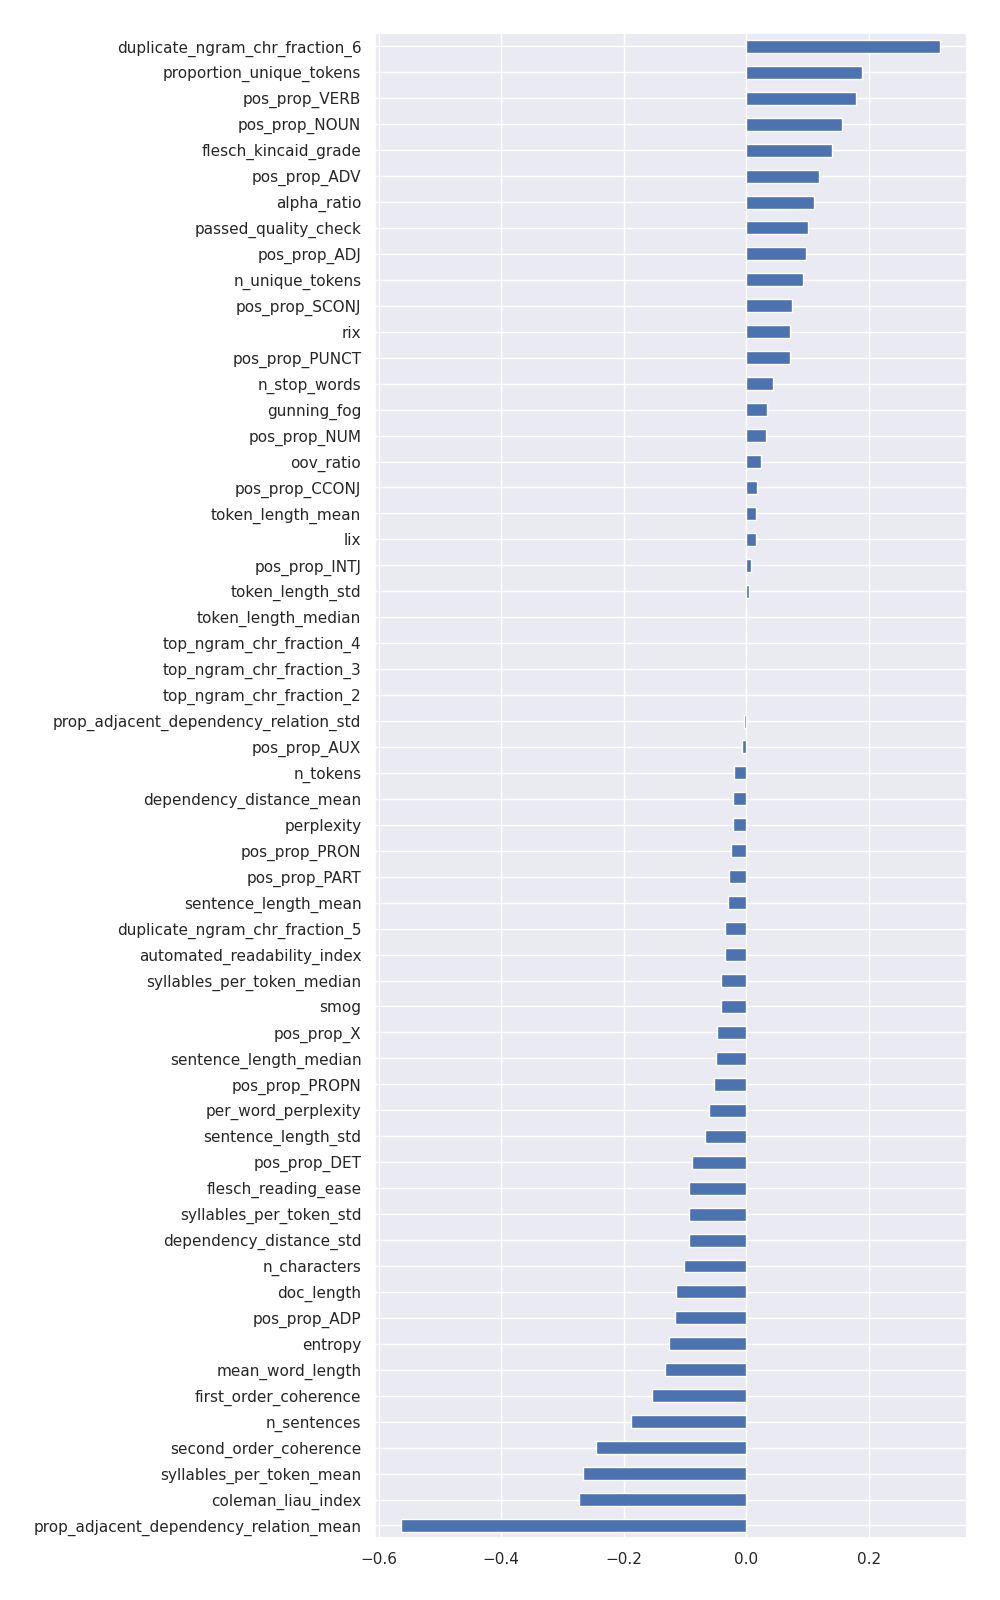 duplicate_ngram_chr_fraction_6
proportion_unique_tokens
pos_prop_VERB
pos_prop_NOUN
flesch_kincaid_grade
pos_prop_ADV
alpha_ratio
passed_quality_check
pos_prop_ADJ
n_unique_tokens
pos_prop_SCONJ
rix
pos_prop_PUNCT
n_stop_words
gunning_fog
pos_prop_NUM
oov_ratio
pos_prop_CCONJ
token_length_mean
lix
pos_prop_INTJ
token_length_std
token_length_median
top_ngram_chr_fraction_4
top_ngram_chr_fraction_3
top_ngram_chr_fraction_2
prop_adjacent_dependency_relation_std
pos_prop_AUX
n_tokens
dependency_distance_mean
perplexity
pos_prop_PRON
pos_prop_PART
sentence_length_mean
duplicate_ngram_chr_fraction_5
automated_readability_index
syllables_per_token_median
smog
pos_prop_X
sentence_length_median
pos_prop_PROPN
per_word_perplexity
sentence_length_std
pos_prop_DET
flesch_reading_ease
syllables_per_token_std
dependency_distance_std
n_characters
doc_length
pos_prop_ADP
entropy
mean_word_length
first_order_coherence
n_sentences
second_order_coherence
syllables_per_token_mean
coleman_liau_index
prop_adjacent_dependency_relation_mean
−0.6 −0.4 −0.2 0.0 0.2